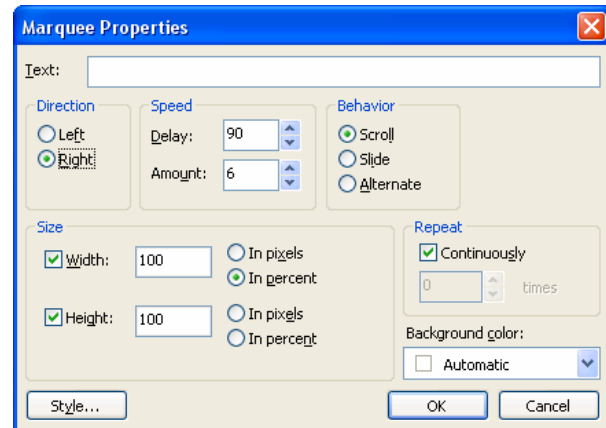 Marquee Properties
Text:
Direction
Left
Right
Speed
Delay: 90
Amount: 6
Behavior
Scroll
Slide
Alternate
Size
Width: 100
In pixels
In percent
Height: 100
In pixels
In percent
Repeat
Continuously
0 times
Background color:
Automatic
Style...
OK
Cancel